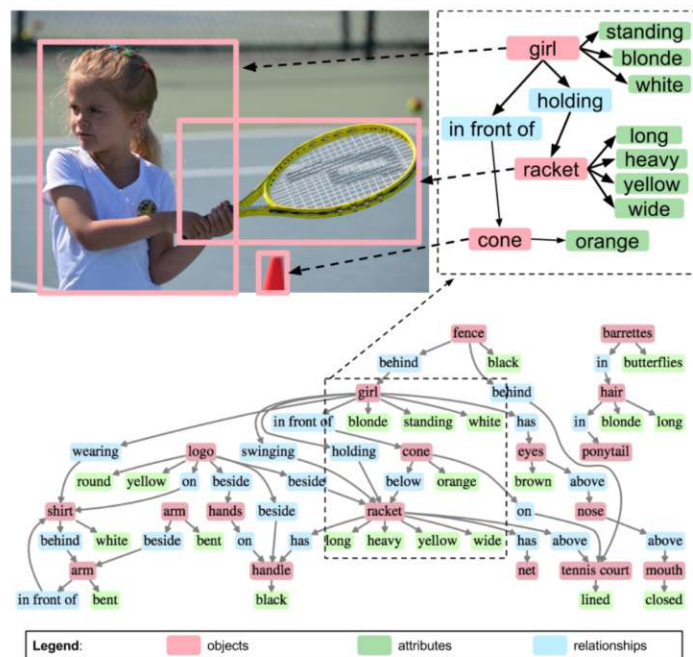 standing
girl
blonde
white
holding
in front of
long
heavy
racket
yellow
wide
cone
orange
fence
barrettes
behind
black
in
butterflies
girl
behind
hair
in front of
blonde
standing
white
has
in
blonde
long
wearing
logo
swinging
holding
cone
eyes
ponytail
round
yellow
on
beside
beside
below
orange
brown
above
shirt
arm
hands
beside
racket
on
nose
behind
white
beside
bent
on
has
long
heavy
yellow
wide
has
above
above
arm
handle
net
tennis court
mouth
in front of
bent
black
lined
closed
Legend: objects attributes relationships